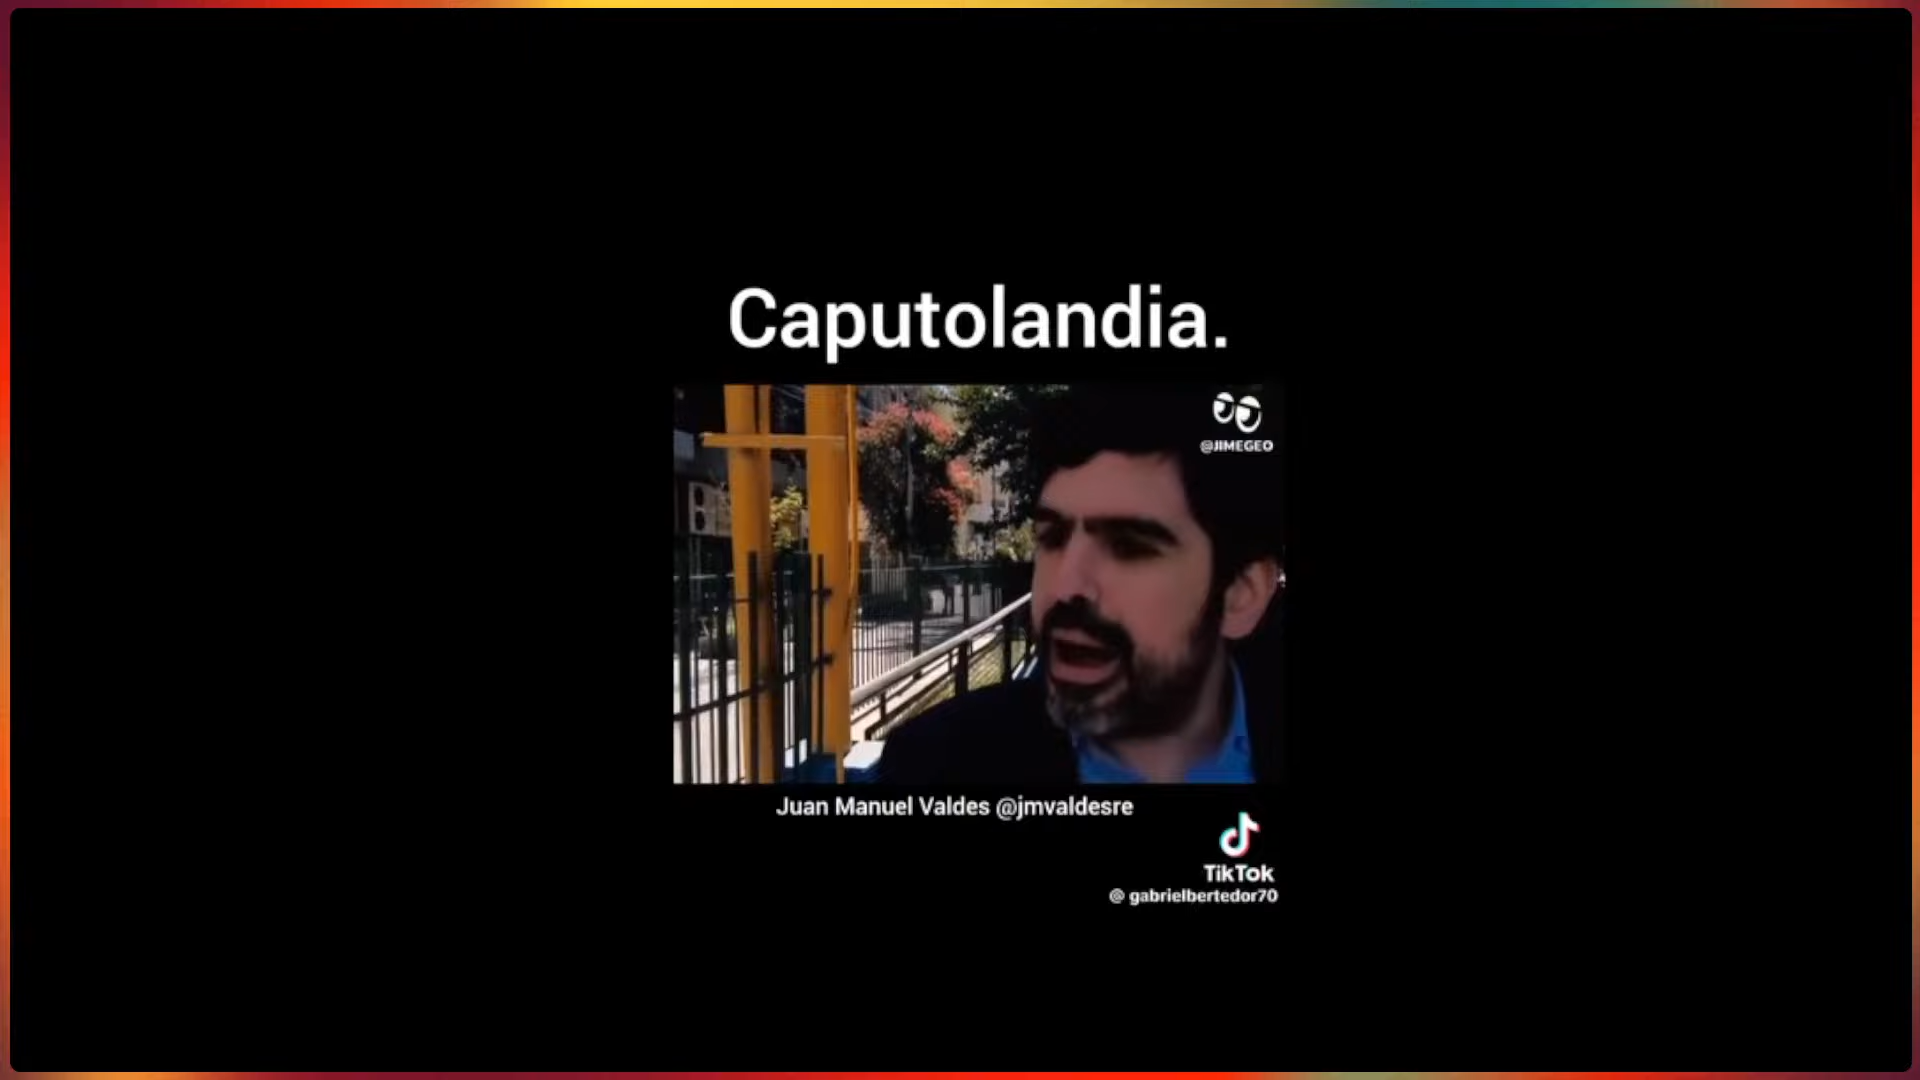 Caputolandia.
@JIMEGEO
Juan Manuel Valdes @jmvaldesre
TikTok
@ gabrielbertedor70